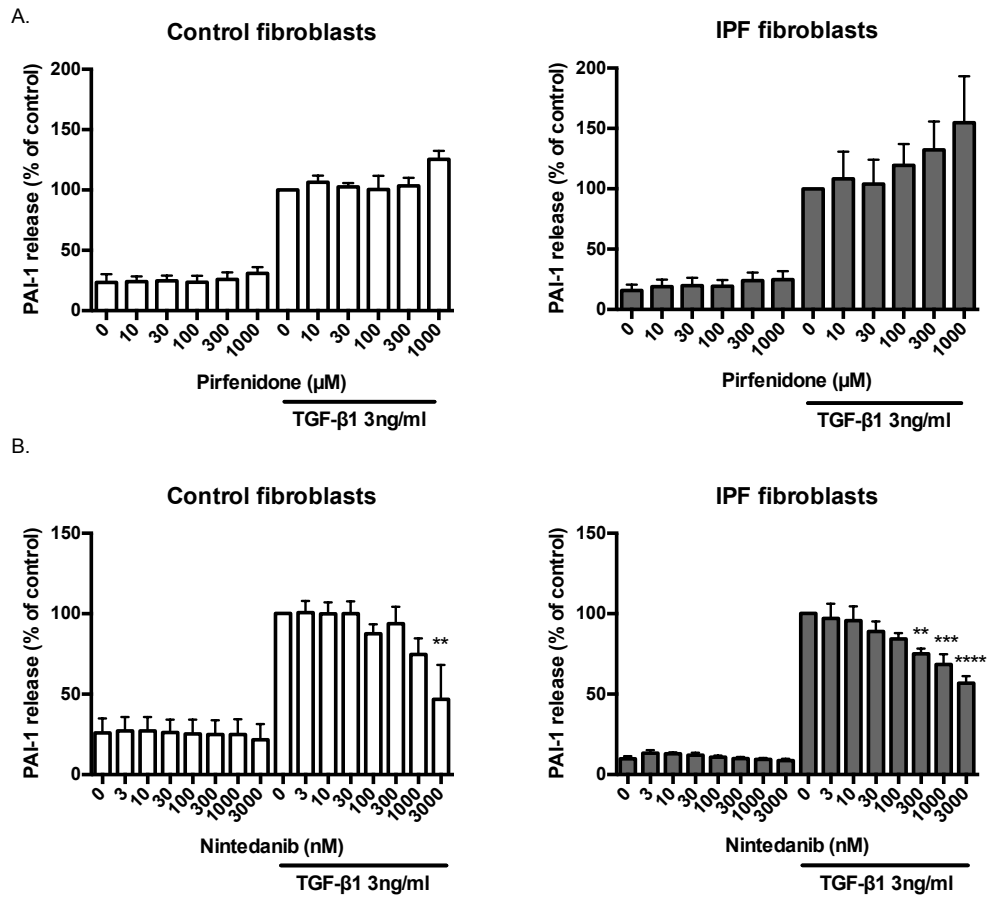 A.
Control fibroblasts
PAI-1 release (% of control)
200
150
100
50
0
0 10 30 100 300 1000 0 10 30 100 300 1000
Pirfenidone (µM)
TGF-β1 3ng/ml
IPF fibroblasts
PAI-1 release (% of control)
200
150
100
50
0
0 10 30 100 300 1000 0 10 30 100 300 1000
Pirfenidone (µM)
TGF-β1 3ng/ml
B.
Control fibroblasts
PAI-1 release (% of control)
150
100
50
0
**
0 3 10 30 100 300 1000 3000 0 3 10 30 100 300 1000 3000
Nintedanib (nM)
TGF-β1 3ng/ml
IPF fibroblasts
PAI-1 release (% of control)
150
100
50
0
** *** ****
0 3 10 30 100 300 1000 3000 0 3 10 30 100 300 1000 3000
Nintedanib (nM)
TGF-β1 3ng/ml